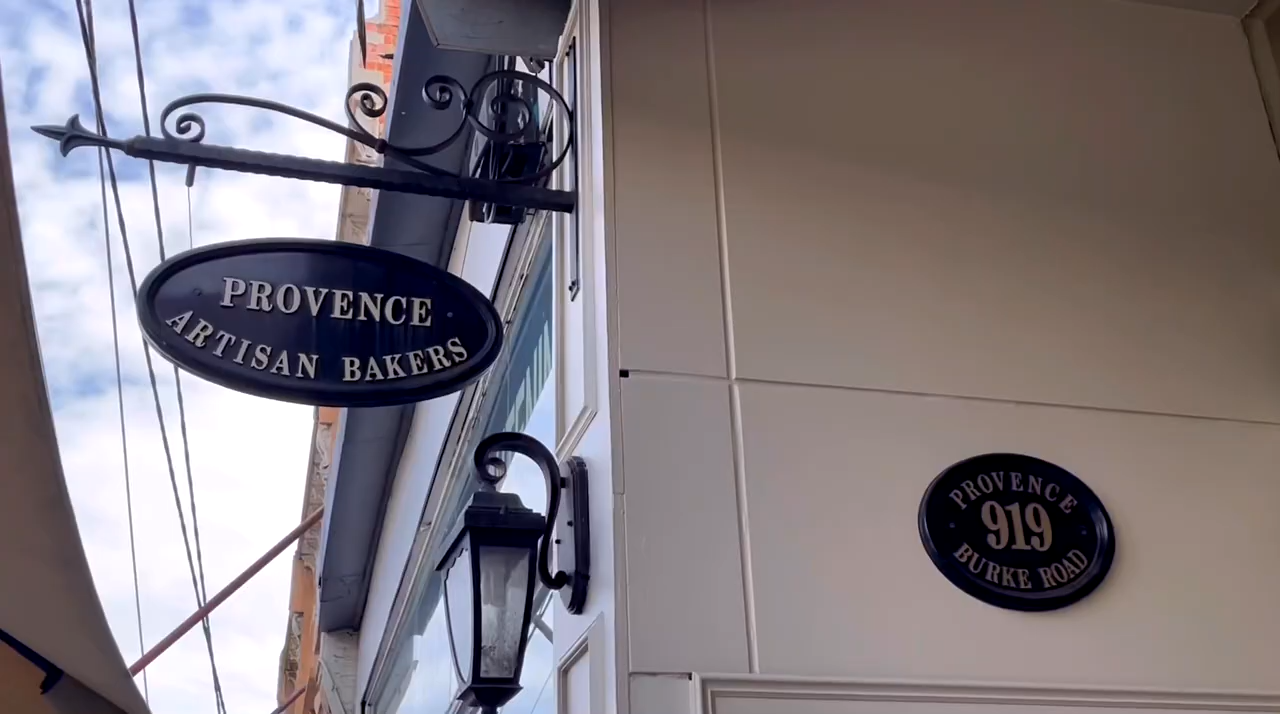 PROVENCE
ARTISAN BAKERS
PROVENCE
919
BURKE ROAD